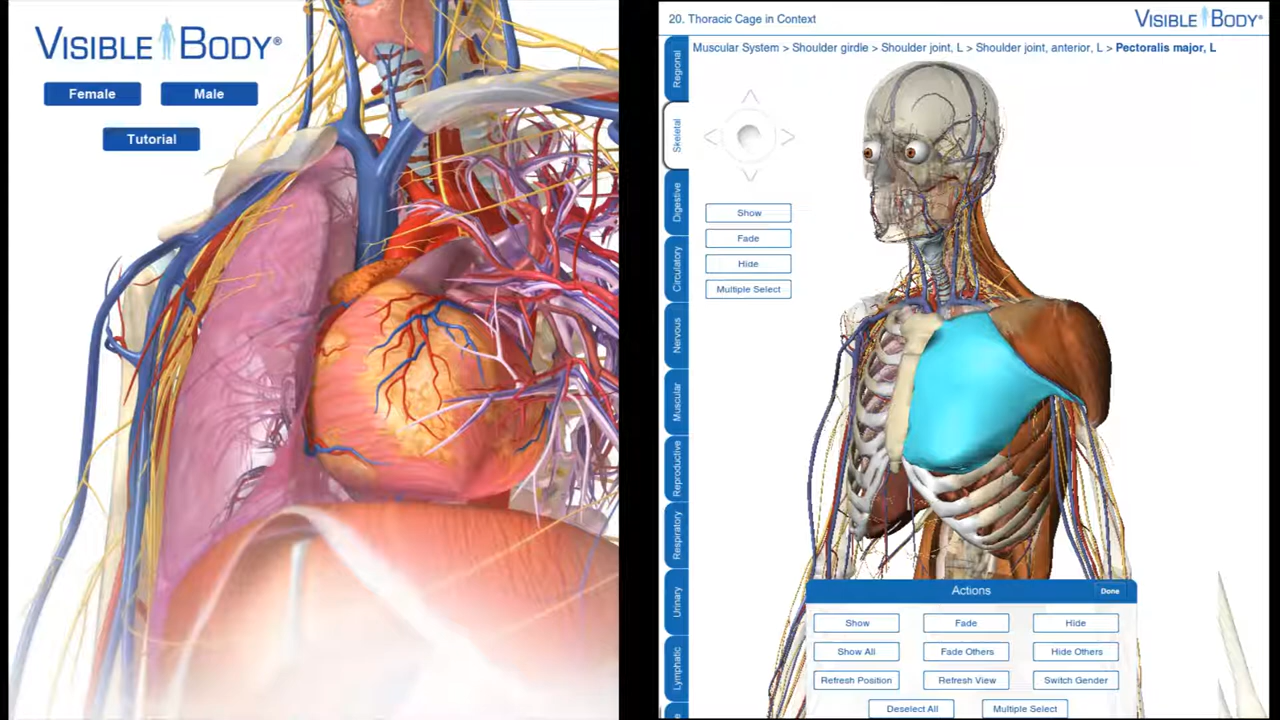 VISIBLE BODY®
Female
Male
Tutorial
20. Thoracic Cage in Context
VISIBLE BODY®
Muscular System > Shoulder girdle > Shoulder joint, L > Shoulder joint, anterior, L > Pectoralis major, L
Regional
Skeletal
Digestive
Circulatory
Nervous
Muscular
Reproductive
Respiratory
Urinary
Lymphatic
Show
Fade
Hide
Multiple Select
Actions
Done
Show
Fade
Hide
Show All
Fade Others
Hide Others
Refresh Position
Refresh View
Switch Gender
Deselect All
Multiple Select